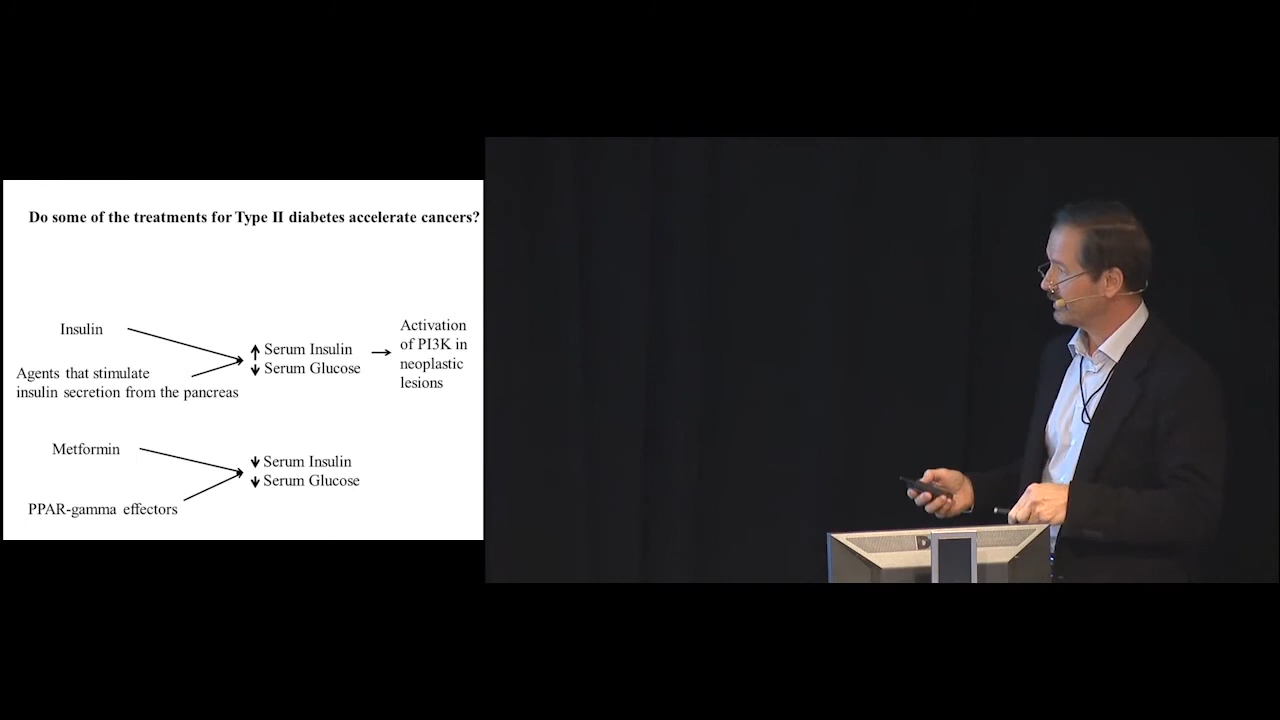 Do some of the treatments for Type II diabetes accelerate cancers?
Insulin
Agents that stimulate
insulin secretion from the pancreas
↑ Serum Insulin
↓ Serum Glucose
Activation
of PI3K in
neoplastic
lesions
Metformin
PPAR-gamma effectors
↓ Serum Insulin
↓ Serum Glucose